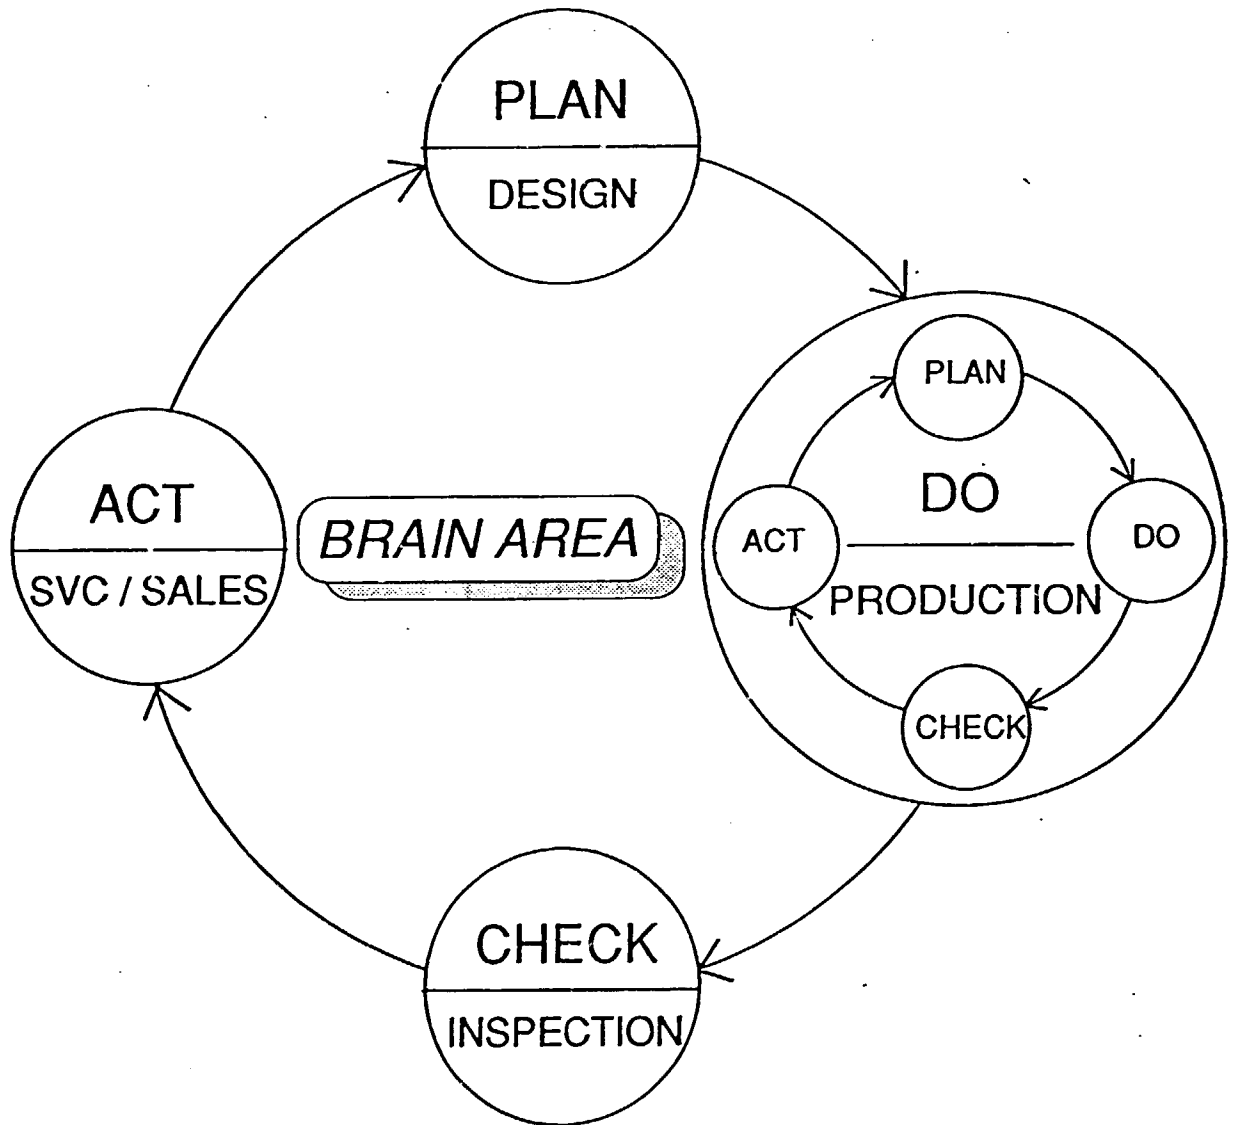 PLAN
DESIGN
PLAN
DO
PRODUCTION
ACT
DO
CHECK
BRAIN AREA
ACT
SVC / SALES
CHECK
INSPECTION